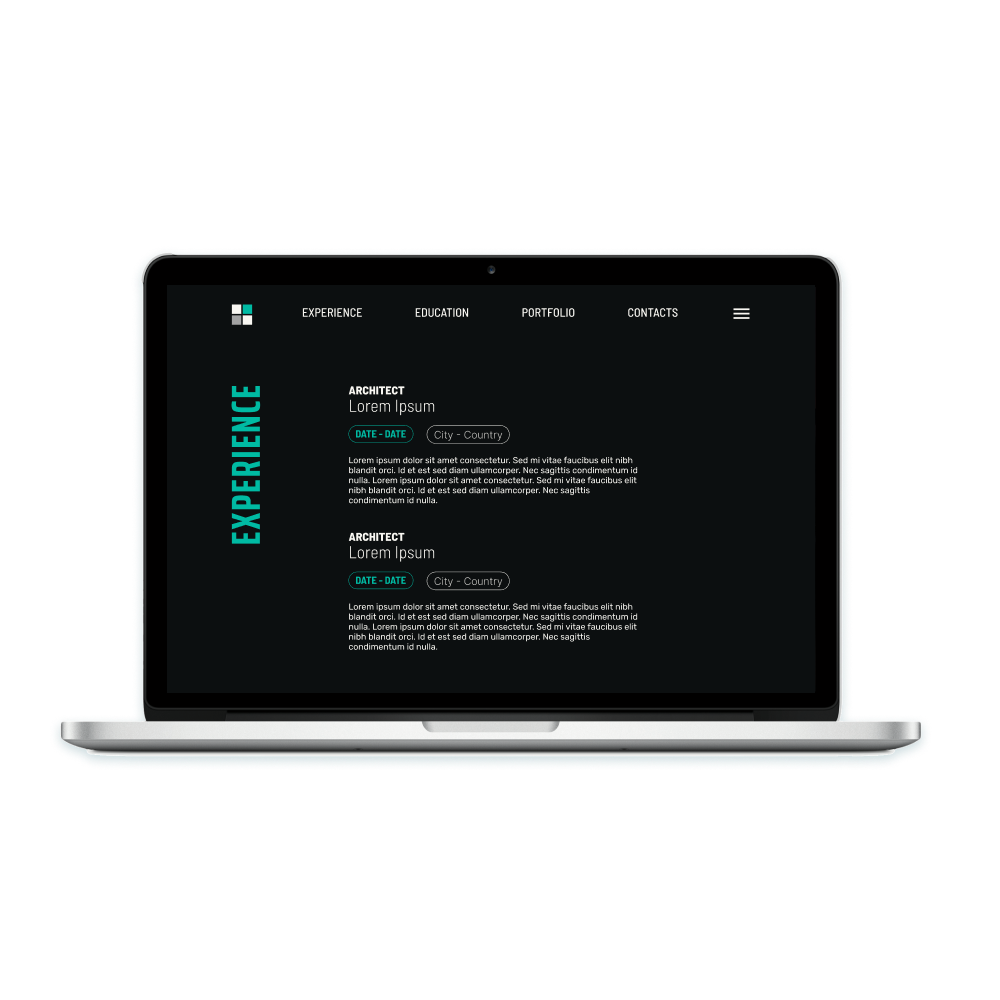 EXPERIENCE EDUCATION PORTFOLIO CONTACTS
EXPERIENCE
ARCHITECT
Lorem Ipsum
DATE - DATE City - Country
Lorem ipsum dolor sit amet consectetur. Sed mi vitae faucibus elit nibh
blandit orci. Id et est sed diam ullamcorper. Nec sagittis condimentum id
nulla. Lorem ipsum dolor sit amet consectetur. Sed mi vitae faucibus elit
nibh blandit orci. Id et est sed diam ullamcorper. Nec sagittis
condimentum id nulla.
ARCHITECT
Lorem Ipsum
DATE - DATE City - Country
Lorem ipsum dolor sit amet consectetur. Sed mi vitae faucibus elit nibh
blandit orci. Id et est sed diam ullamcorper. Nec sagittis condimentum id
nulla. Lorem ipsum dolor sit amet consectetur. Sed mi vitae faucibus elit
nibh blandit orci. Id et est sed diam ullamcorper. Nec sagittis
condimentum id nulla.